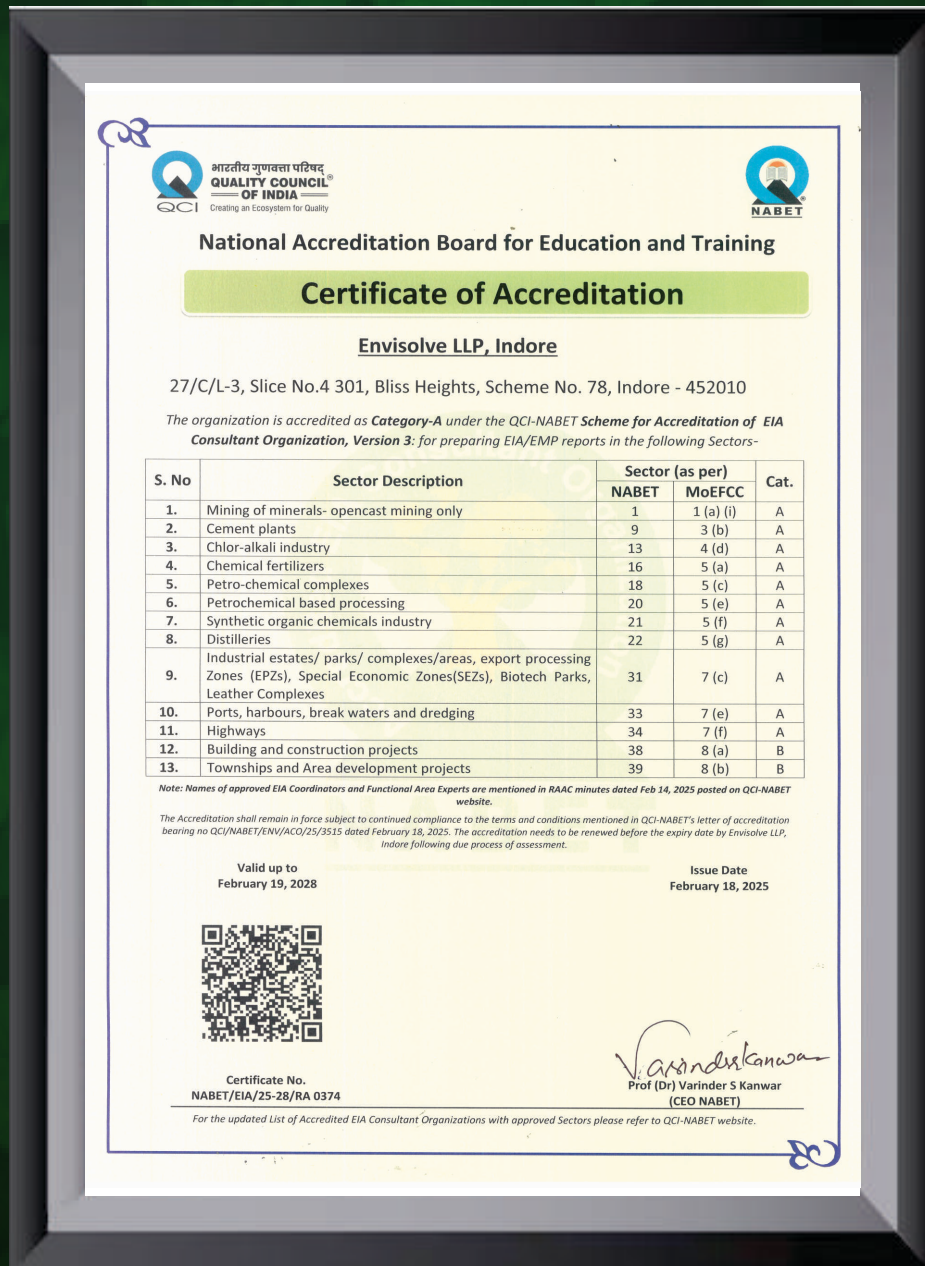 भारतीय गुणवत्ता परिषद्
QUALITY COUNCIL®
OF INDIA
QCI Creating an Ecosystem for Quality
NABET
National Accreditation Board for Education and Training
Certificate of Accreditation
Envisolve LLP, Indore
27/C/L-3, Slice No.4 301, Bliss Heights, Scheme No. 78, Indore - 452010
The organization is accredited as Category-A under the QCI-NABET Scheme for Accreditation of EIA
Consultant Organization, Version 3: for preparing EIA/EMP reports in the following Sectors-
S. No Sector Description Sector (as per) Cat.
NABET MoEFCC
1. Mining of minerals- opencast mining only 1 1 (a) (i) A
2. Cement plants 9 3 (b) A
3. Chlor-alkali industry 13 4 (d) A
4. Chemical fertilizers 16 5 (a) A
5. Petro-chemical complexes 18 5 (c) A
6. Petrochemical based processing 20 5 (e) A
7. Synthetic organic chemicals industry 21 5 (f) A
8. Distilleries 22 5 (g) A
9. Industrial estates/ parks/ complexes/areas, export processing
Zones (EPZs), Special Economic Zones(SEZs), Biotech Parks, 31 7 (c) A
Leather Complexes
10. Ports, harbours, break waters and dredging 33 7 (e) A
11. Highways 34 7 (f) A
12. Building and construction projects 38 8 (a) B
13. Townships and Area development projects 39 8 (b) B
Note: Names of approved EIA Coordinators and Functional Area Experts are mentioned in RAAC minutes dated Feb 14, 2025 posted on QCI-NABET
website.
The Accreditation shall remain in force subject to continued compliance to the terms and conditions mentioned in QCI-NABET's letter of accreditation
bearing no QCI/NABET/ENV/ACO/25/3515 dated February 18, 2025. The accreditation needs to be renewed before the expiry date by Envisolve LLP,
Indore following due process of assessment.
NABET
Valid up to
February 19, 2028
Issue Date
February 18, 2025
Varinder Kanwar
Certificate No.
NABET/EIA/25-28/RA 0374
Prof (Dr) Varinder S Kanwar
(CEO NABET)
For the updated List of Accredited EIA Consultant Organizations with approved Sectors please refer to QCI-NABET website.